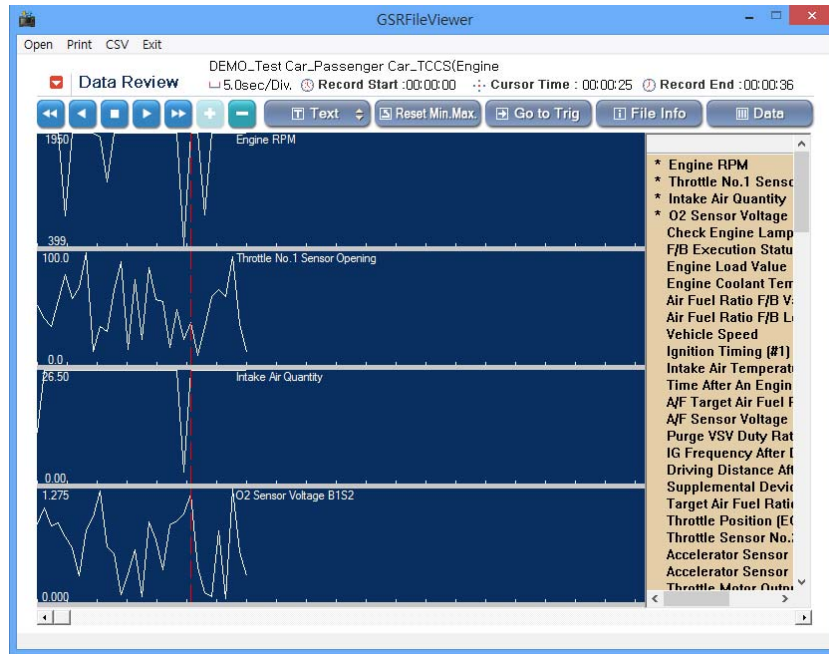 GSRFileViewer
Open Print CSV Exit
DEMO_Test Car_Passenger Car_TCCS(Engine
Data Review
5.0sec/Div. Record Start :00:00:00 Cursor Time : 00:00:25 Record End :00:00:36
Text Reset Min.Max. Go to Trig File Info Data
1950 Engine RPM
399.
100.0 Throttle No.1 Sensor Opening
0.0
26.50 Intake Air Quantity
0.00
1.275 O2 Sensor Voltage B1S2
0.000
* Engine RPM
* Throttle No.1 Senso
* Intake Air Quantity
* O2 Sensor Voltage
Check Engine Lamp
F/B Execution Statu
Engine Load Value
Engine Coolant Tem
Air Fuel Ratio F/B V
Air Fuel Ratio F/B L
Vehicle Speed
Ignition Timing (#1)
Intake Air Temperat
Time After An Engin
A/F Target Air Fuel F
A/F Sensor Voltage
Purge VSV Duty Rat
IG Frequency After D
Driving Distance Aft
Supplemental Devic
Target Air Fuel Rati
Throttle Position (EC
Throttle Sensor No.
Accelerator Sensor
Accelerator Sensor
Throttle Motor Outp